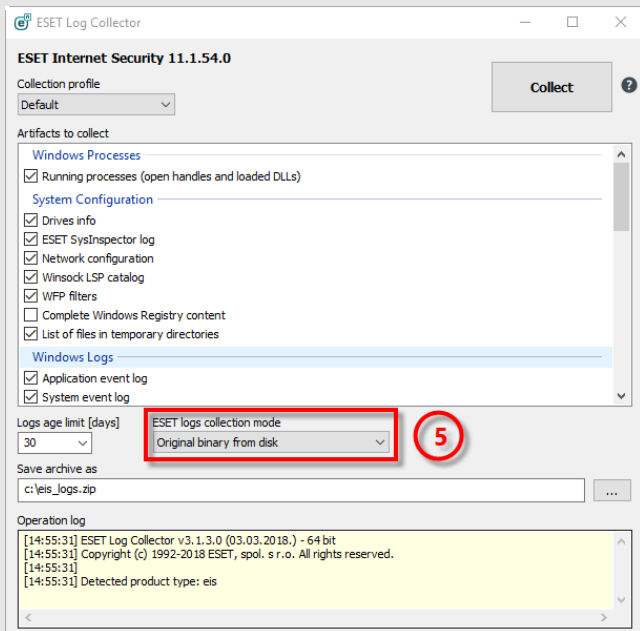 ESET Log Collector
ESET Internet Security 11.1.54.0
Collection profile
Default
Collect
?
Artifacts to collect
Windows Processes
Running processes (open handles and loaded DLLs)
System Configuration
Drives info
ESET SysInspector log
Network configuration
Winsock LSP catalog
WFP filters
Complete Windows Registry content
List of files in temporary directories
Windows Logs
Application event log
System event log
Logs age limit [days]
30
ESET logs collection mode
Original binary from disk
5
Save archive as
c:\eis_logs.zip
...
Operation log
[14:55:31] ESET Log Collector v3.1.3.0 (03.03.2018.) - 64 bit
[14:55:31] Copyright (c) 1992-2018 ESET, spol. s r.o. All rights reserved.
[14:55:31]
[14:55:31] Detected product type: eis